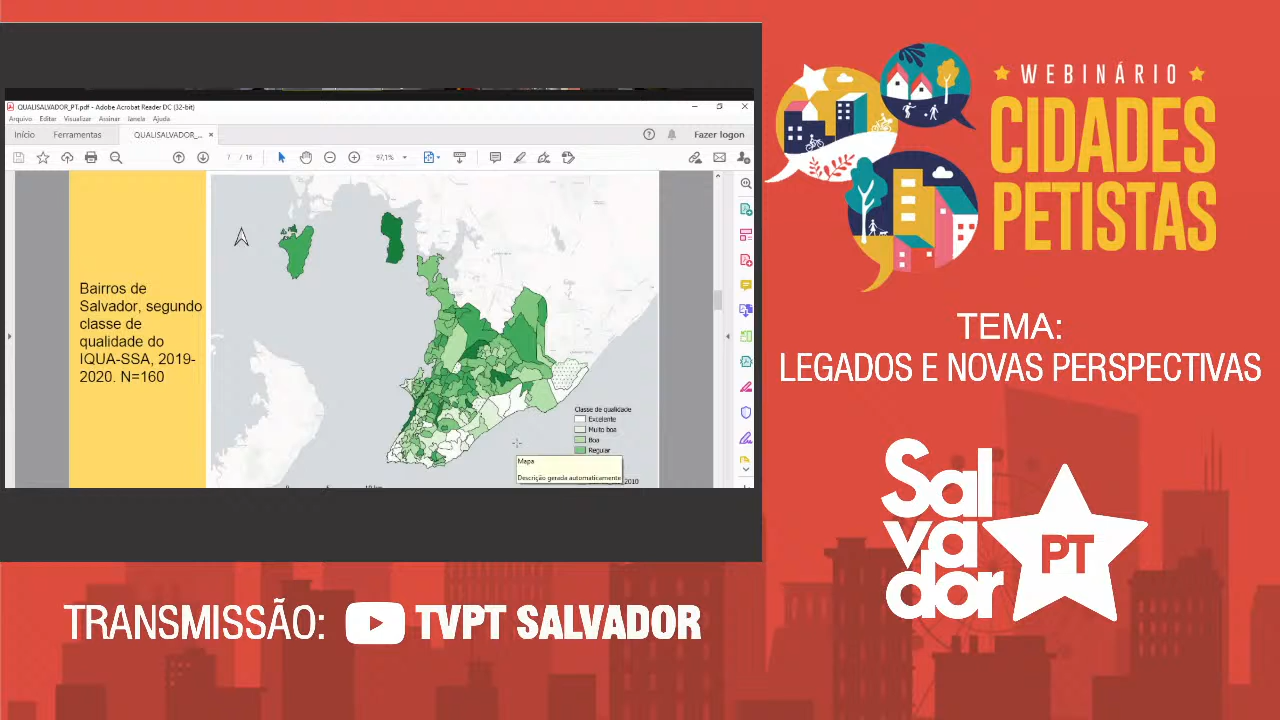 QUALISALVADOR_PT.pdf - Adobe Acrobat Reader DC (32-bit)
Arquivo Editar Visualizar Assinar Janela Ajuda
Início Ferramentas QUALISALVADOR_... × Fazer logon
7 / 16 97,1%
Bairros de
Salvador, segundo
classe de
qualidade do
IQUA-SSA, 2019-
2020. N=160
Classe de qualidade
Excelente
Muito boa
Boa
Regular
Mapa
Descrição gerada automaticamente
2010
WEBINÁRIO
CIDADES
PETISTAS
TEMA:
LEGADOS E NOVAS PERSPECTIVAS
Salvador
PT
TRANSMISSÃO: TVPT SALVADOR